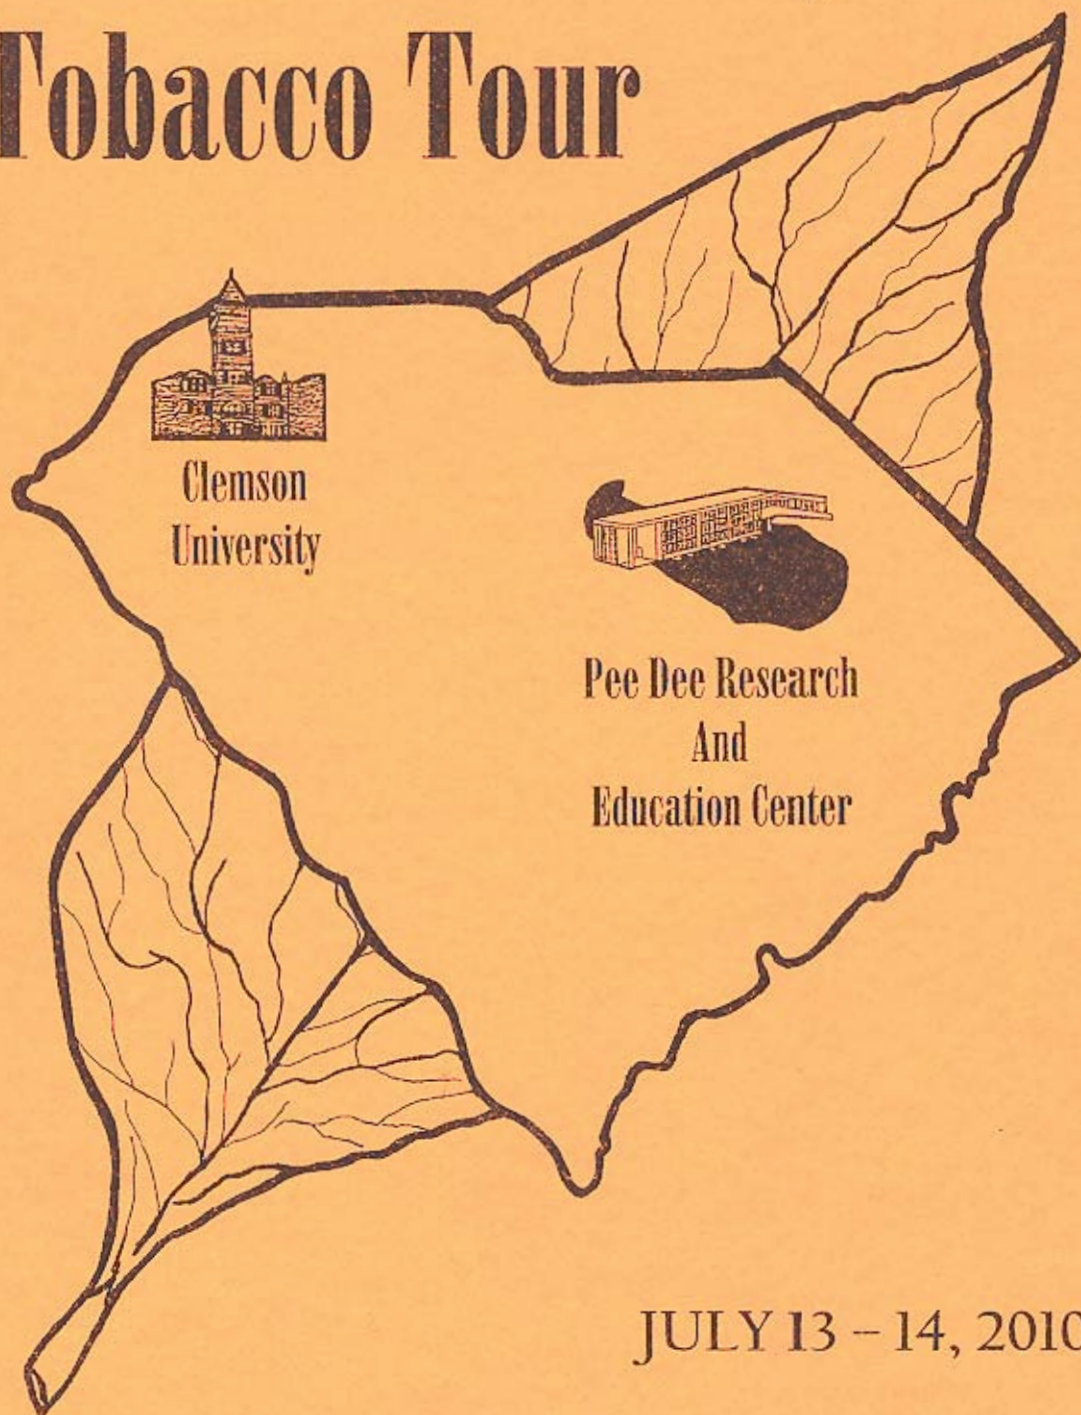 Tobacco Tour
Clemson
University
Pee Dee Research
And
Education Center
JULY 13 – 14, 2010